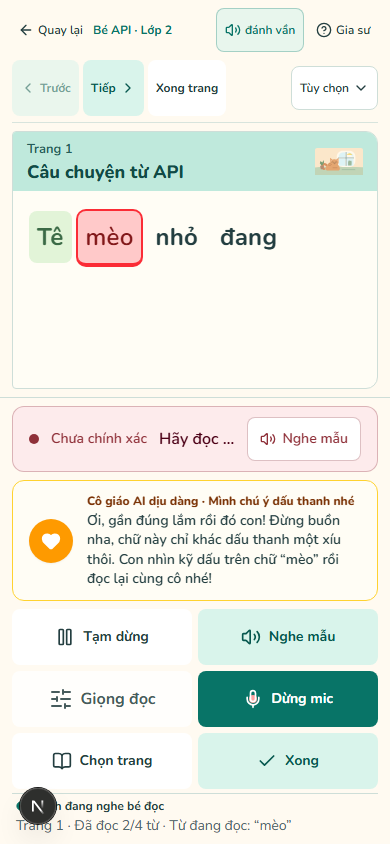 Quay lại Bé API · Lớp 2 đánh vần Gia sư
Trước Tiếp Xong trang Tùy chọn
Trang 1
Câu chuyện từ API
Tê mèo nhỏ đang
Chưa chính xác Hãy đọc ... Nghe mẫu
Cô giáo AI dịu dàng · Mình chú ý dấu thanh nhé
Ơi, gần đúng lắm rồi đó con! Đừng buồn
nha, chữ này chỉ khác dấu thanh một xíu
thôi. Con nhìn kỹ dấu trên chữ “mèo” rồi
đọc lại cùng cô nhé!
Tạm dừng Nghe mẫu
Giọng đọc Dừng mic
Chọn trang Xong
N đang nghe bé đọc
Trang 1 · Đã đọc 2/4 từ · Từ đang đọc: “mèo”